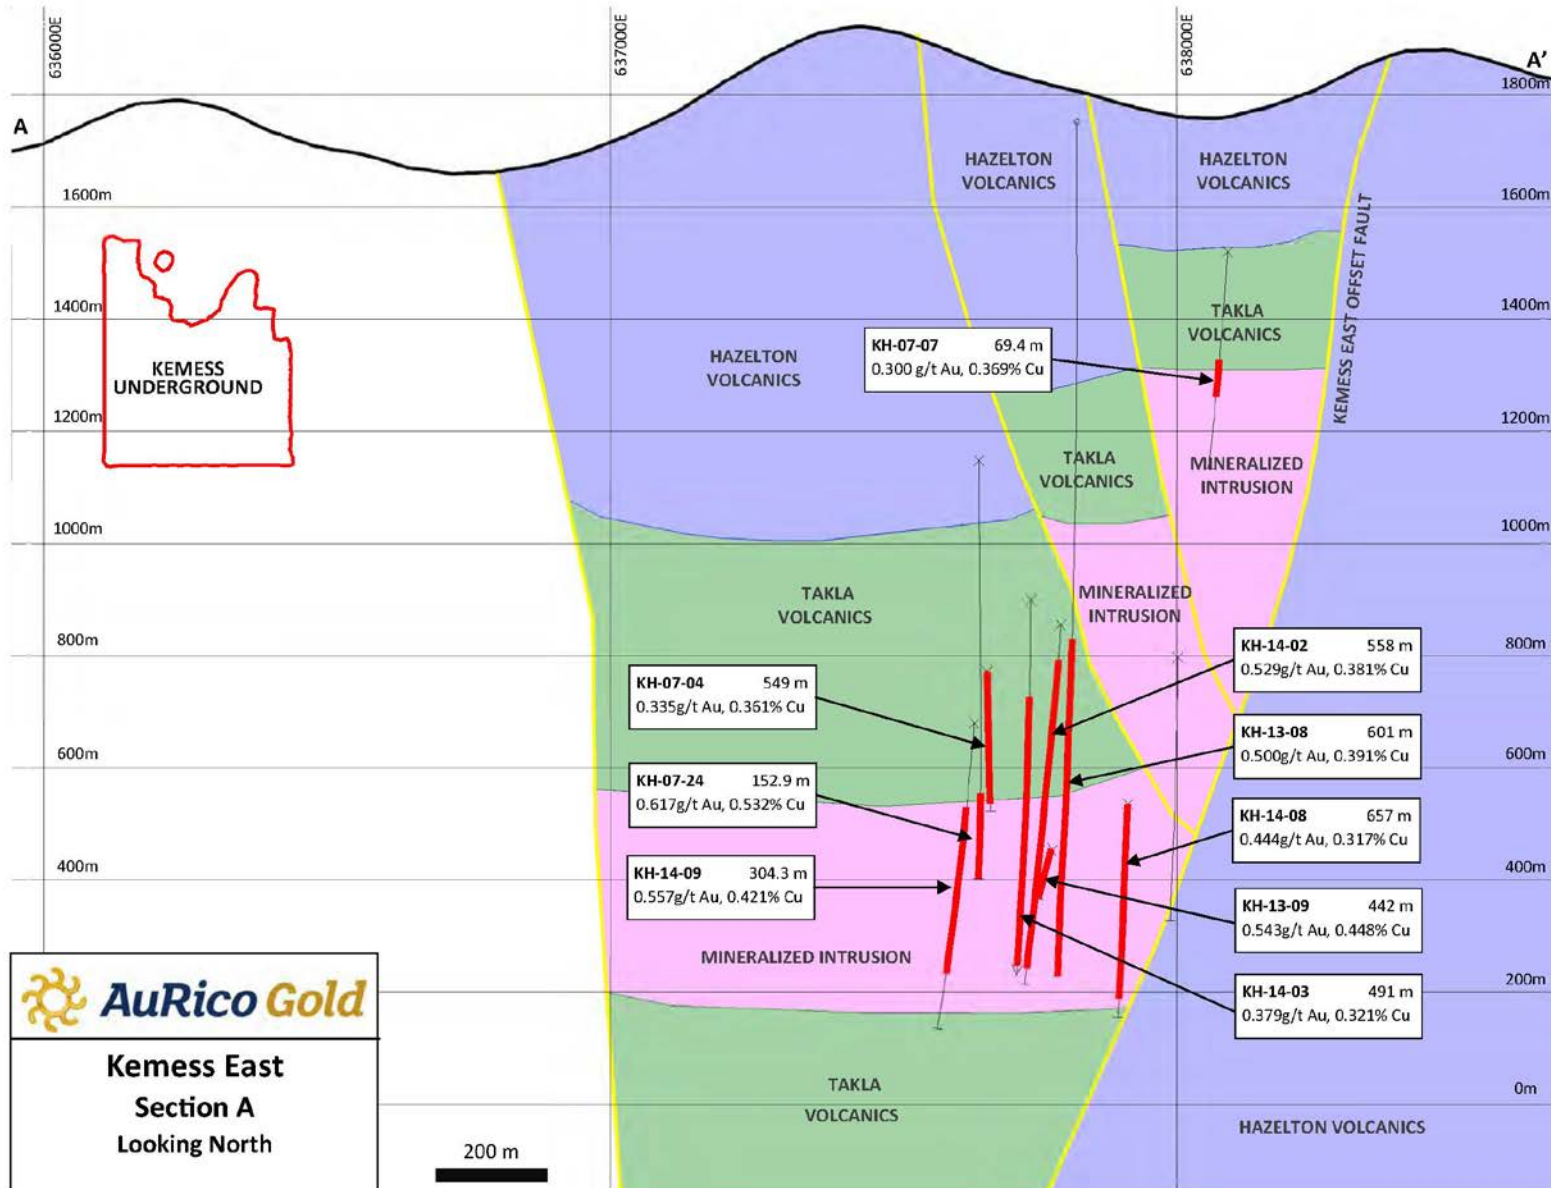 636000E
637000E
638000E
A
A'
1800m
1600m
1600m
1400m
1400m
1200m
1200m
1000m
1000m
800m
800m
600m
600m
400m
400m
200m
0m
KEMESS
UNDERGROUND
HAZELTON
VOLCANICS
HAZELTON
VOLCANICS
HAZELTON
VOLCANICS
KEMESS EAST OFFSET FAULT
TAKLA
VOLCANICS
KH-07-07 69.4 m
0.300 g/t Au, 0.369% Cu
TAKLA
VOLCANICS
MINERALIZED
INTRUSION
TAKLA
VOLCANICS
MINERALIZED
INTRUSION
KH-07-04 549 m
0.335g/t Au, 0.361% Cu
KH-07-24 152.9 m
0.617g/t Au, 0.532% Cu
KH-14-09 304.3 m
0.557g/t Au, 0.421% Cu
KH-14-02 558 m
0.529g/t Au, 0.381% Cu
KH-13-08 601 m
0.500g/t Au, 0.391% Cu
KH-14-08 657 m
0.444g/t Au, 0.317% Cu
KH-13-09 442 m
0.543g/t Au, 0.448% Cu
KH-14-03 491 m
0.379g/t Au, 0.321% Cu
MINERALIZED INTRUSION
TAKLA
VOLCANICS
HAZELTON VOLCANICS
AuRico Gold
Kemess East
Section A
Looking North
200 m